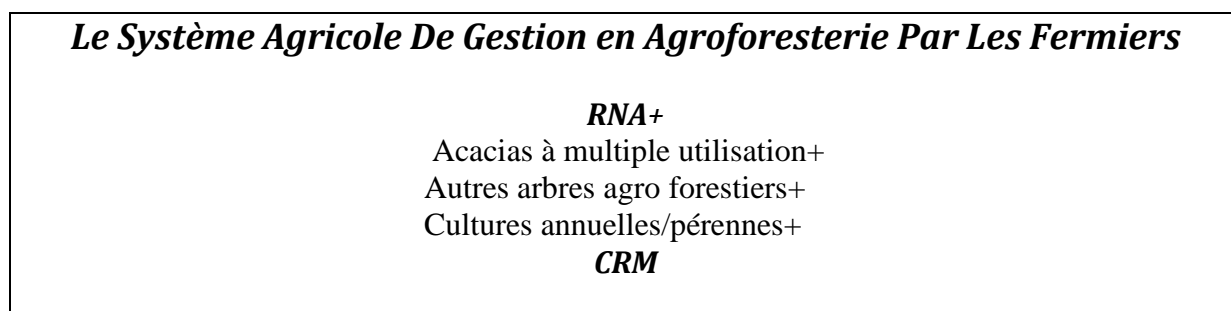 Le Système Agricole De Gestion en Agroforesterie Par Les Fermiers
RNA+
Acacias à multiple utilisation+
Autres arbres agro forestiers+
Cultures annuelles/pérennes+
CRM